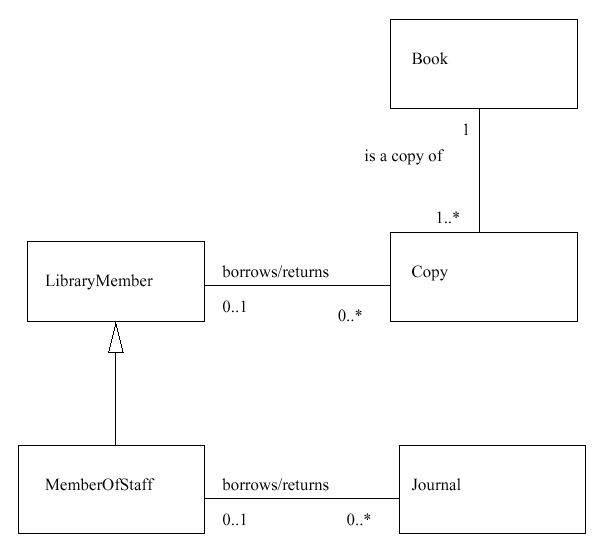 Book
1
is a copy of
1..*
LibraryMember
borrows/returns
Copy
0..1
0..*
MemberOfStaff
borrows/returns
Journal
0..1
0..*